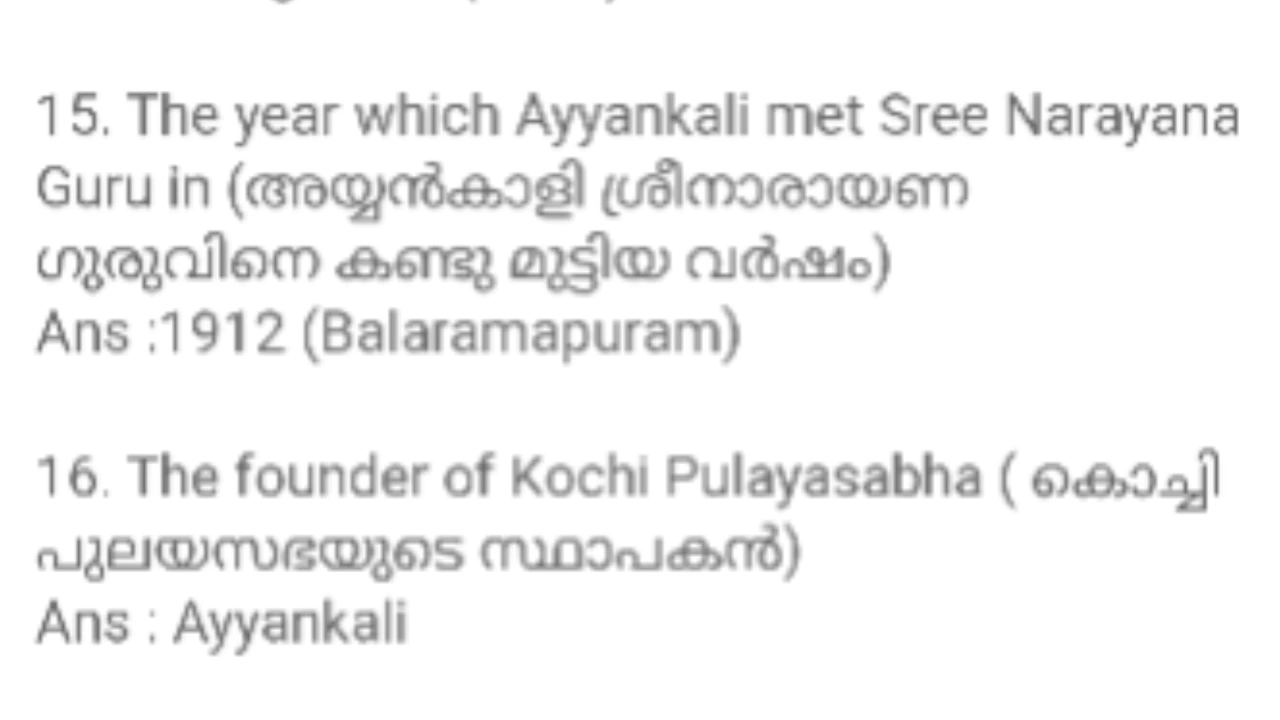 15. The year which Ayyankali met Sree Narayana
Guru in (അയ്യൻകാളി ശ്രീനാരായണ
ഗുരുവിനെ കണ്ടു മുട്ടിയ വർഷം)
Ans :1912 (Balaramapuram)
16. The founder of Kochi Pulayasabha ( കൊച്ചി
പുലയസഭയുടെ സ്ഥാപകൻ)
Ans : Ayyankali